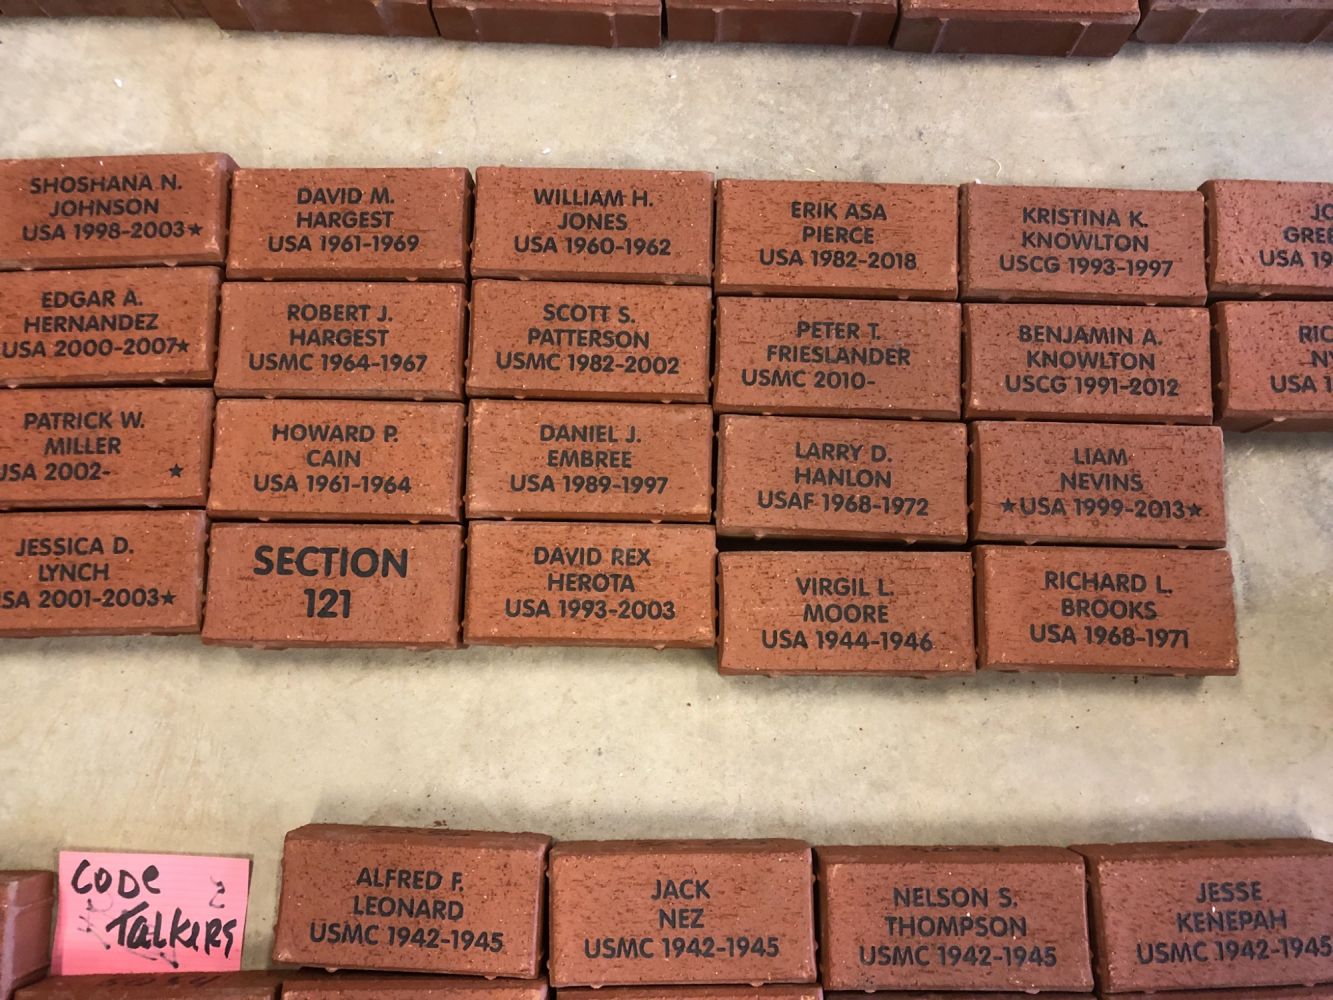 SHOSHANA N.
JOHNSON
USA 1998-2003★
DAVID M.
HARGEST
USA 1961-1969
WILLIAM H.
JONES
USA 1960-1962
ERIK ASA
PIERCE
USA 1982-2018
KRISTINA K.
KNOWLTON
USCG 1993-1997
USA
EDGAR A.
HERNANDEZ
USA 2000-2007★
ROBERT J.
HARGEST
USMC 1964-1967
SCOTT S.
PATTERSON
USMC 1982-2002
PETER T.
FRIESLANDER
USMC 2010-
BENJAMIN A.
KNOWLTON
USCG 1991-2012
USA
PATRICK W.
MILLER
USA 2002- ★
HOWARD P.
CAIN
USA 1961-1964
DANIEL J.
EMBREE
USA 1989-1997
LARRY D.
HANLON
USAF 1968-1972
LIAM
NEVINS
★USA 1999-2013★
JESSICA D.
LYNCH
USA 2001-2003★
SECTION
121
DAVID REX
HEROTA
USA 1993-2003
VIRGIL L.
MOORE
USA 1944-1946
RICHARD L.
BROOKS
USA 1968-1971
CODE
TALKERS
ALFRED F.
LEONARD
USMC 1942-1945
JACK
NEZ
USMC 1942-1945
NELSON S.
THOMPSON
USMC 1942-1945
JESSE
KENEPAH
USMC 1942-1945